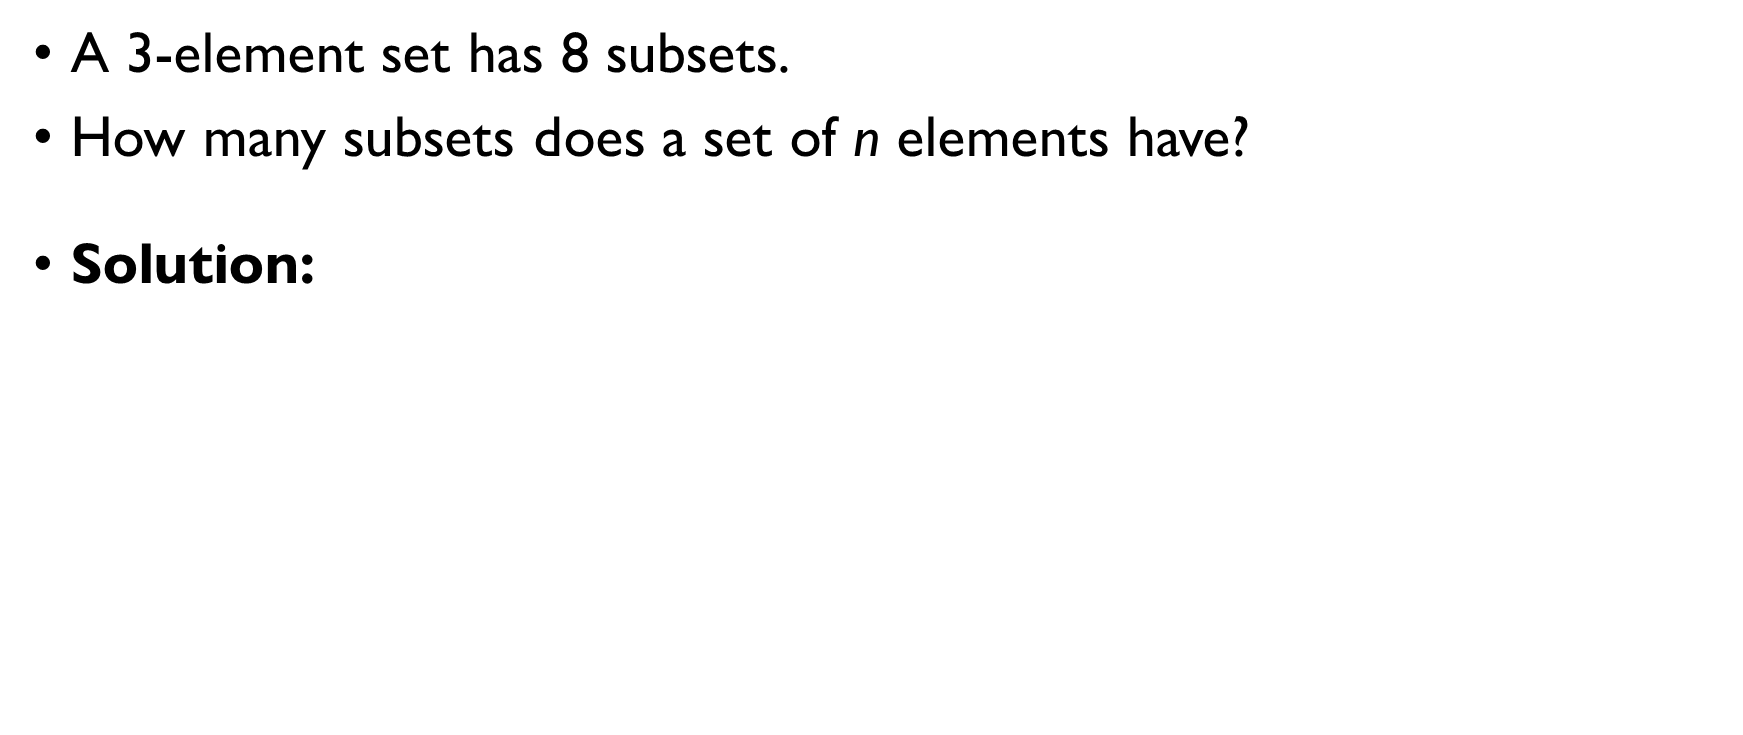 • A 3-element set has 8 subsets.
• How many subsets does a set of n elements have?
• Solution: